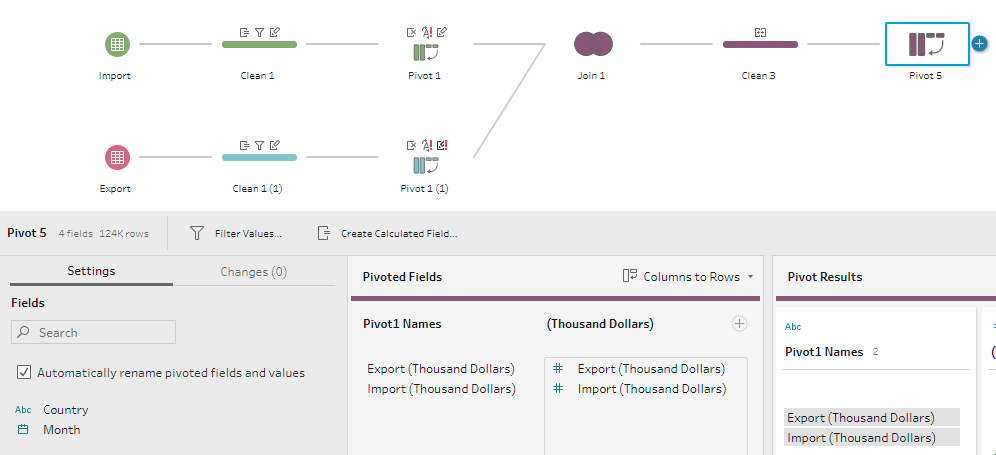 Import
Clean 1
Pivot 1
Join 1
Clean 3
Pivot 5
Export
Clean 1 (1)
Pivot 1 (1)
Pivot 5 4 fields 124K rows Filter Values... Create Calculated Field...
Settings Changes (0)
Fields
Search
Automatically rename pivoted fields and values
Abc Country
Month
Pivoted Fields Columns to Rows
Pivot1 Names (Thousand Dollars)
Export (Thousand Dollars) # Export (Thousand Dollars)
Import (Thousand Dollars) # Import (Thousand Dollars)
Pivot Results
Abc
Pivot1 Names 2
Export (Thousand Dollars)
Import (Thousand Dollars)